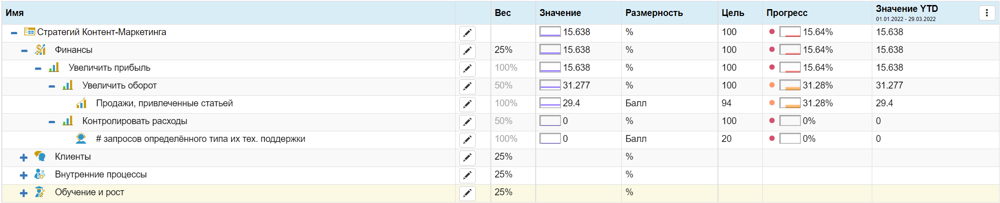 Имя Вес Значение Размерность Цель Прогресс Значение YTD
01.01.2022 - 29.03.2022
Стратегий Контент-Маркетинга 15.638 % 100 15.64% 15.638
Финансы 25% 15.638 % 100 15.64% 15.638
Увеличить прибыль 100% 15.638 % 100 15.64% 15.638
Увеличить оборот 50% 31.277 % 100 31.28% 31.277
Продажи, привлеченные статьей 100% 29.4 Балл 94 31.28% 29.4
Контролировать расходы 50% 0 % 100 0% 0
# запросов определённого типа их тех. поддержки 100% 0 Балл 20 0% 0
Клиенты 25% %
Внутренние процессы 25% %
Обучение и рост 25% %